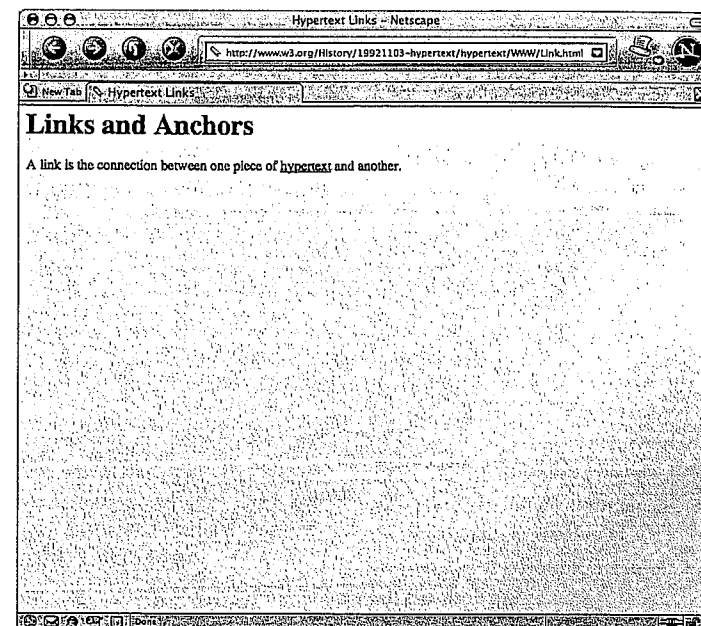 Hypertext Links – Netscape
http://www.w3.org/History/19921103-hypertext/hypertext/WWW/Link.html
N
New Tab Hypertext Links
Links and Anchors
A link is the connection between one piece of hypertext and another.
Done